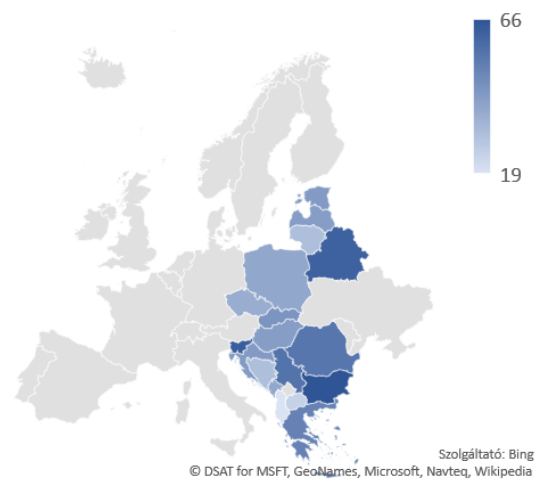 66
19
Szolgáltató: Bing
© DSAT for MSFT, GeoNames, Microsoft, Navteq, Wikipedia